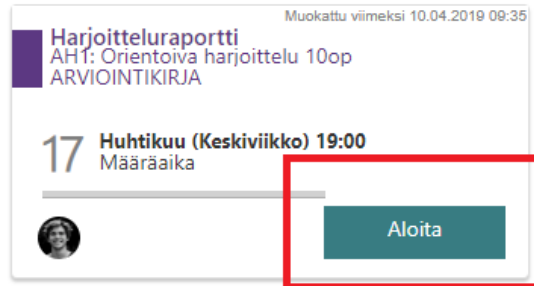 Muokattu viimeksi 10.04.2019 09:35
Harjoitteluraportti
AH1: Orientoiva harjoittelu 10op
ARVIOINTIKIRJA
17 Huhtikuu (Keskiviikko) 19:00
Määräaika
Aloita